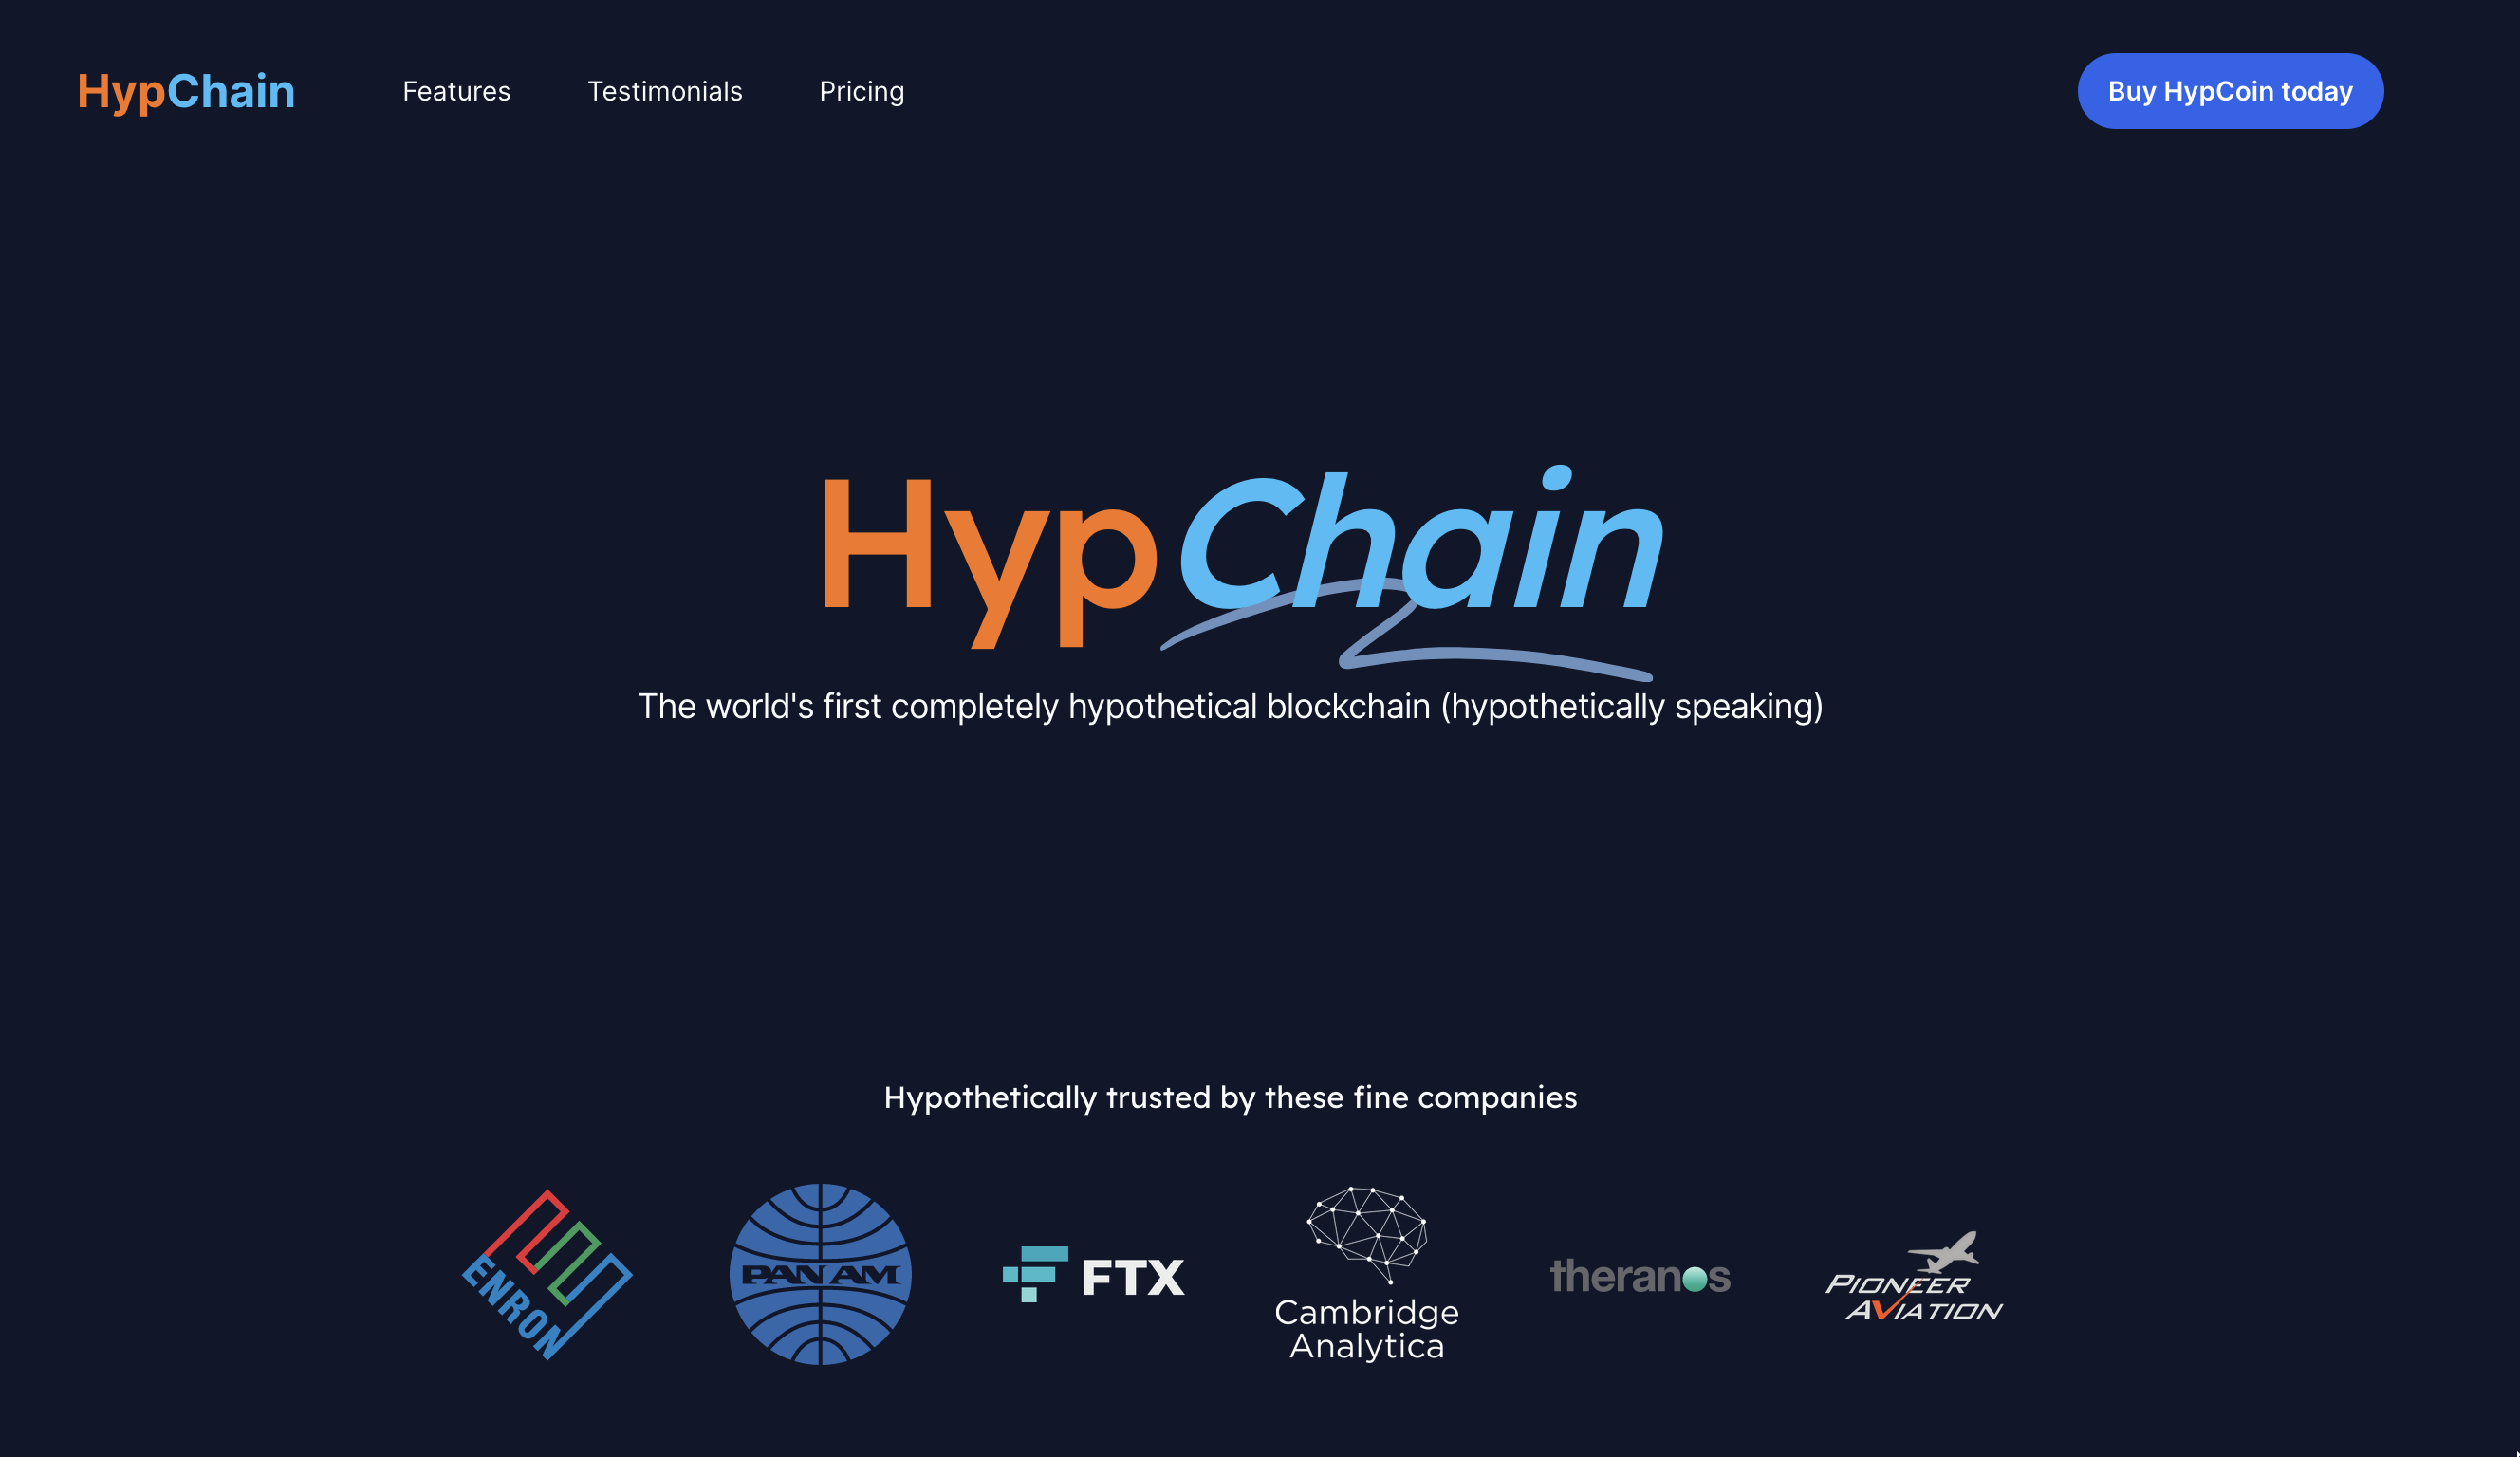 HypChain
Features
Testimonials
Pricing
Buy HypCoin today
HypChain
The world's first completely hypothetical blockchain (hypothetically speaking)
Hypothetically trusted by these fine companies
ENRON
PAN AM
FTX
Cambridge
Analytica
theranos
PIONEER
AVIATION